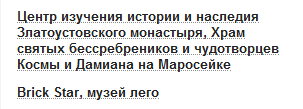 Центр изучения истории и наследия
Златоустовского монастыря, Храм
святых бессребреников и чудотворцев
Космы и Дамиана на Маросейке
Brick Star, музей лего